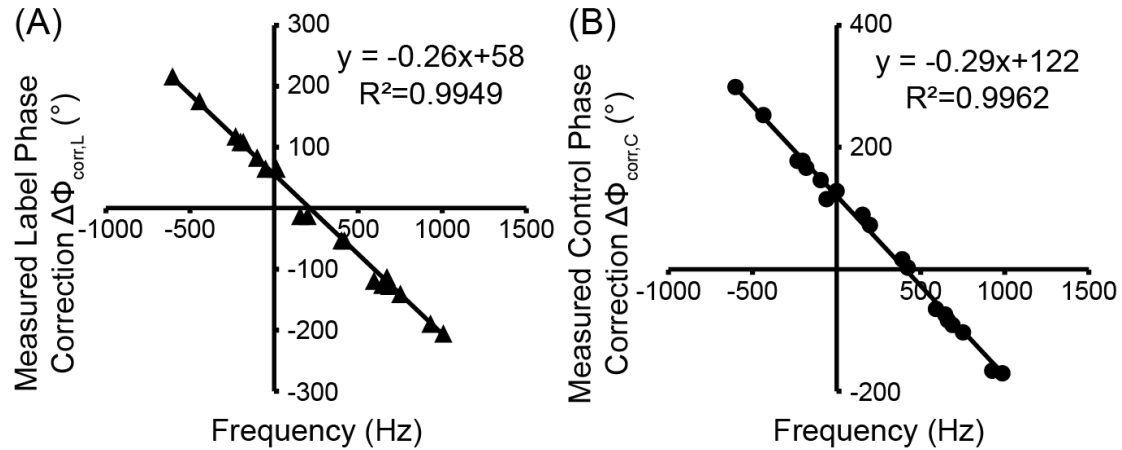 (A)
Measured Label Phase
Correction ΔΦcorr,L (°)
300
200
100
-100
-200
-300
-1000
-500
500
1000
1500
y = -0.26x+58
R²=0.9949
Frequency (Hz)
(B)
Measured Control Phase
Correction ΔΦcorr,C (°)
400
200
-200
-1000
-500
500
1000
1500
y = -0.29x+122
R²=0.9962
Frequency (Hz)